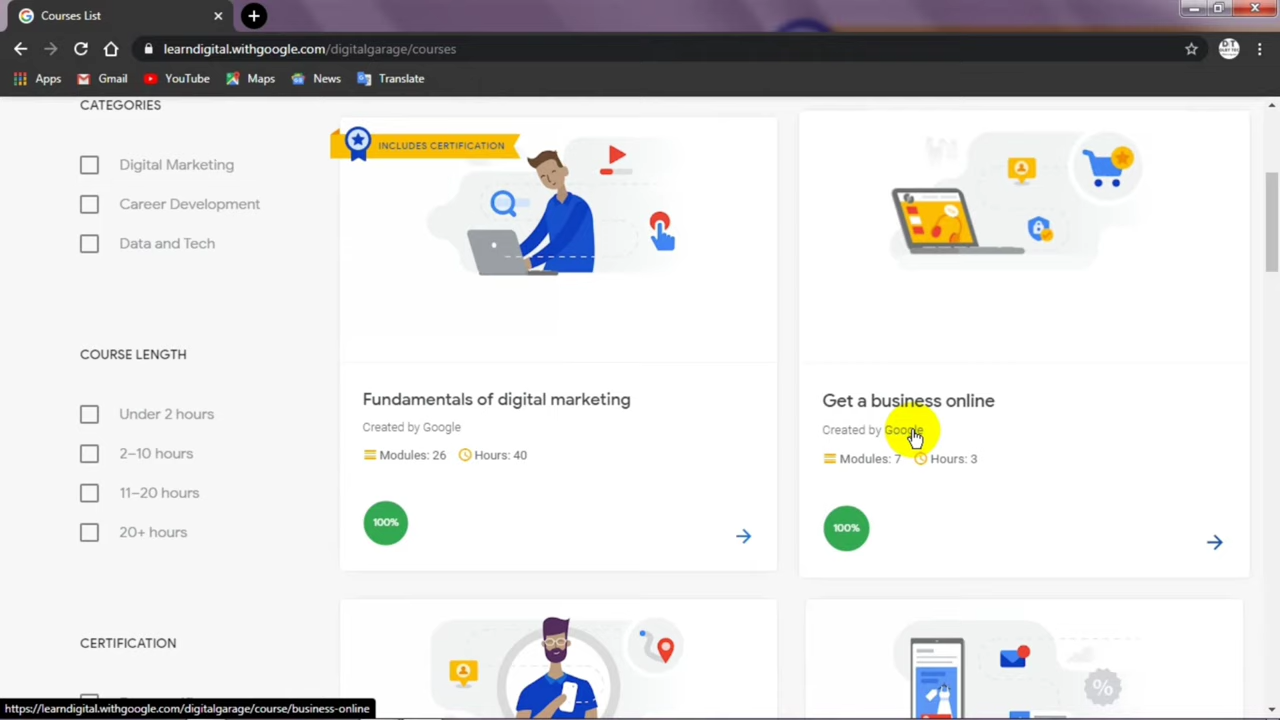 Courses List
learndigital.withgoogle.com/digitalgarage/courses
Apps Gmail YouTube Maps News Translate
CATEGORIES
Digital Marketing
Career Development
Data and Tech
COURSE LENGTH
Under 2 hours
2–10 hours
11–20 hours
20+ hours
CERTIFICATION
INCLUDES CERTIFICATION
Fundamentals of digital marketing
Created by Google
Modules: 26 Hours: 40
100%
Get a business online
Created by Google
Modules: 7 Hours: 3
100%
%
https://learndigital.withgoogle.com/digitalgarage/course/business-online